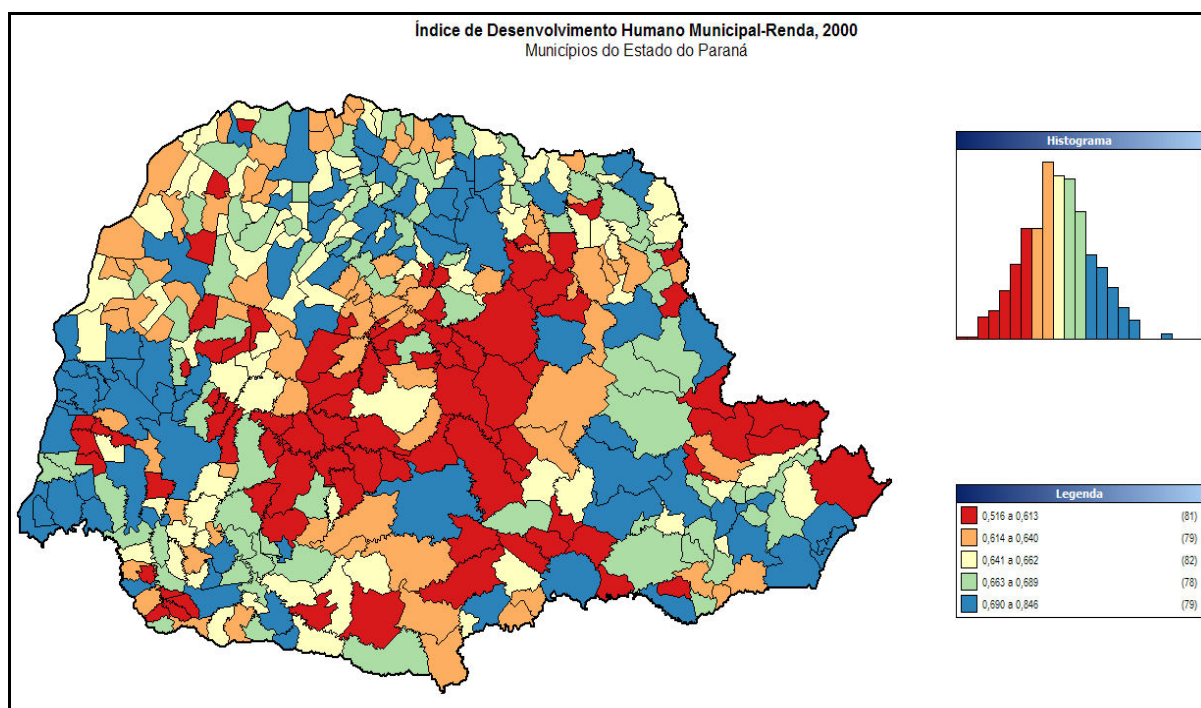 Índice de Desenvolvimento Humano Municipal-Renda, 2000
Municípios do Estado do Paraná
Histograma
Legenda
0,516 a 0,613 (81)
0,614 a 0,640 (79)
0,641 a 0,662 (82)
0,663 a 0,689 (78)
0,690 a 0,846 (79)